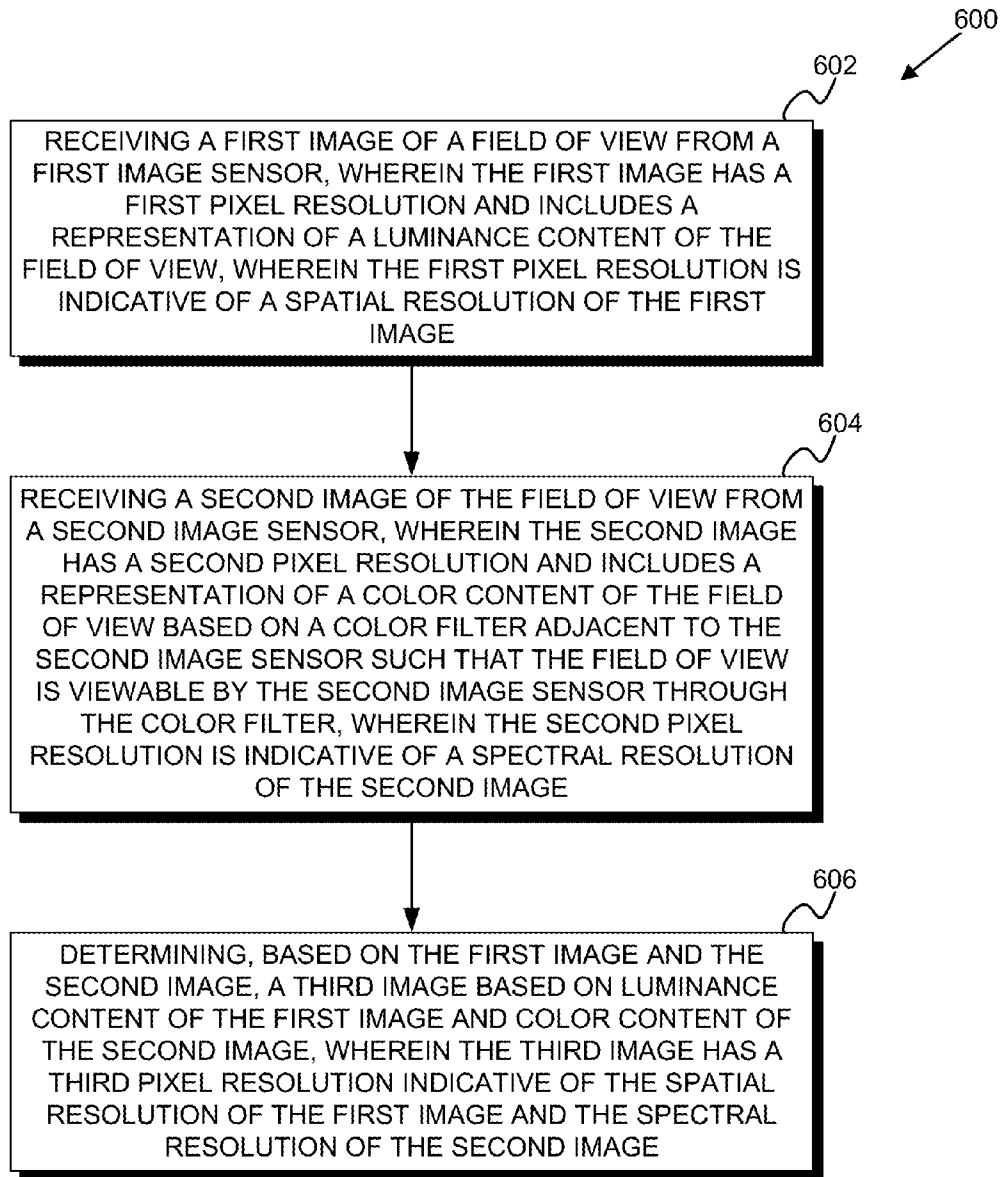 600
602
RECEIVING A FIRST IMAGE OF A FIELD OF VIEW FROM A
FIRST IMAGE SENSOR, WHEREIN THE FIRST IMAGE HAS A
FIRST PIXEL RESOLUTION AND INCLUDES A
REPRESENTATION OF A LUMINANCE CONTENT OF THE
FIELD OF VIEW, WHEREIN THE FIRST PIXEL RESOLUTION IS
INDICATIVE OF A SPATIAL RESOLUTION OF THE FIRST
IMAGE
604
RECEIVING A SECOND IMAGE OF THE FIELD OF VIEW FROM
A SECOND IMAGE SENSOR, WHEREIN THE SECOND IMAGE
HAS A SECOND PIXEL RESOLUTION AND INCLUDES A
REPRESENTATION OF A COLOR CONTENT OF THE FIELD
OF VIEW BASED ON A COLOR FILTER ADJACENT TO THE
SECOND IMAGE SENSOR SUCH THAT THE FIELD OF VIEW
IS VIEWABLE BY THE SECOND IMAGE SENSOR THROUGH
THE COLOR FILTER, WHEREIN THE SECOND PIXEL
RESOLUTION IS INDICATIVE OF A SPECTRAL RESOLUTION
OF THE SECOND IMAGE
606
DETERMINING, BASED ON THE FIRST IMAGE AND THE
SECOND IMAGE, A THIRD IMAGE BASED ON LUMINANCE
CONTENT OF THE FIRST IMAGE AND COLOR CONTENT OF
THE SECOND IMAGE, WHEREIN THE THIRD IMAGE HAS A
THIRD PIXEL RESOLUTION INDICATIVE OF THE SPATIAL
RESOLUTION OF THE FIRST IMAGE AND THE SPECTRAL
RESOLUTION OF THE SECOND IMAGE